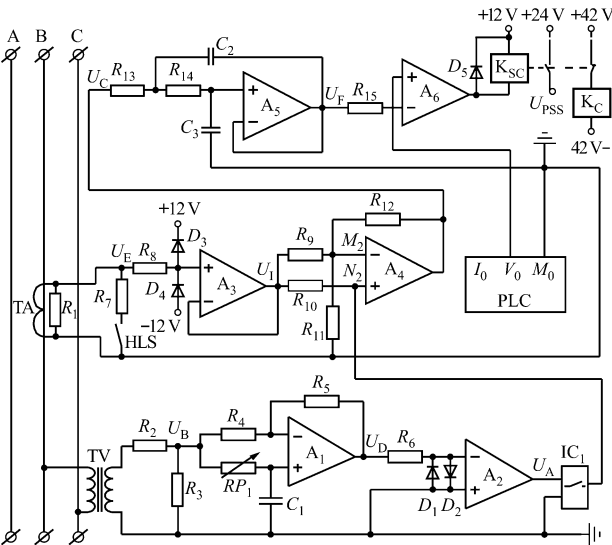 +12 V +24 V +42 V
A B C
C2
UC R13 R14 D5 KSC
A5 UF R15 A6 UPSS KC
C3 42 V-
+12 V R12
UE R8 D3 R9 M2
A3 UI N2 A4 I0 V0 M0
TA R1 R7 D4 R10 PLC
-12 V R11
HLS
R5
R2 UB R4
TV A1 UD R6 A2 UA IC1
RP1
R3 C1 D1 D2